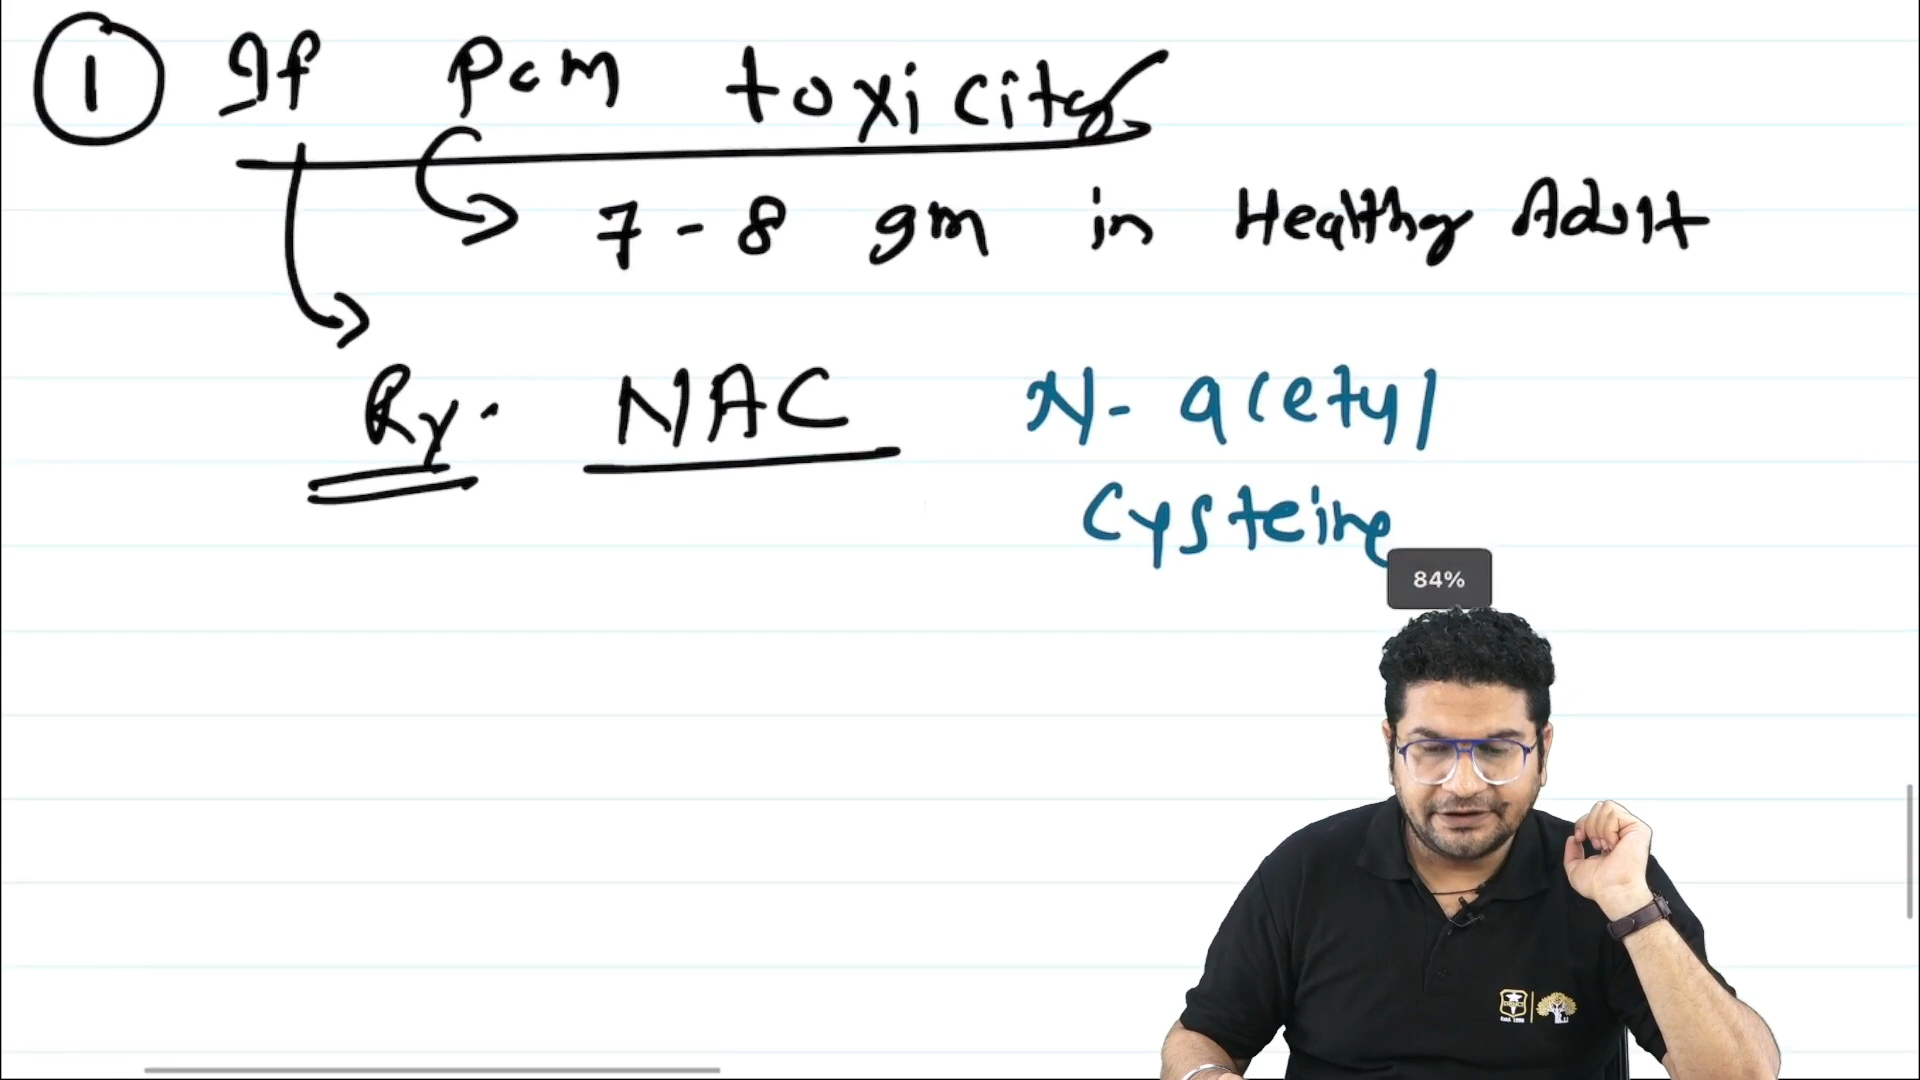 1 If Pcm toxicity
7-8 gm in Healthy Adult
Rx. NAC N-acetyl
Cysteine
84%